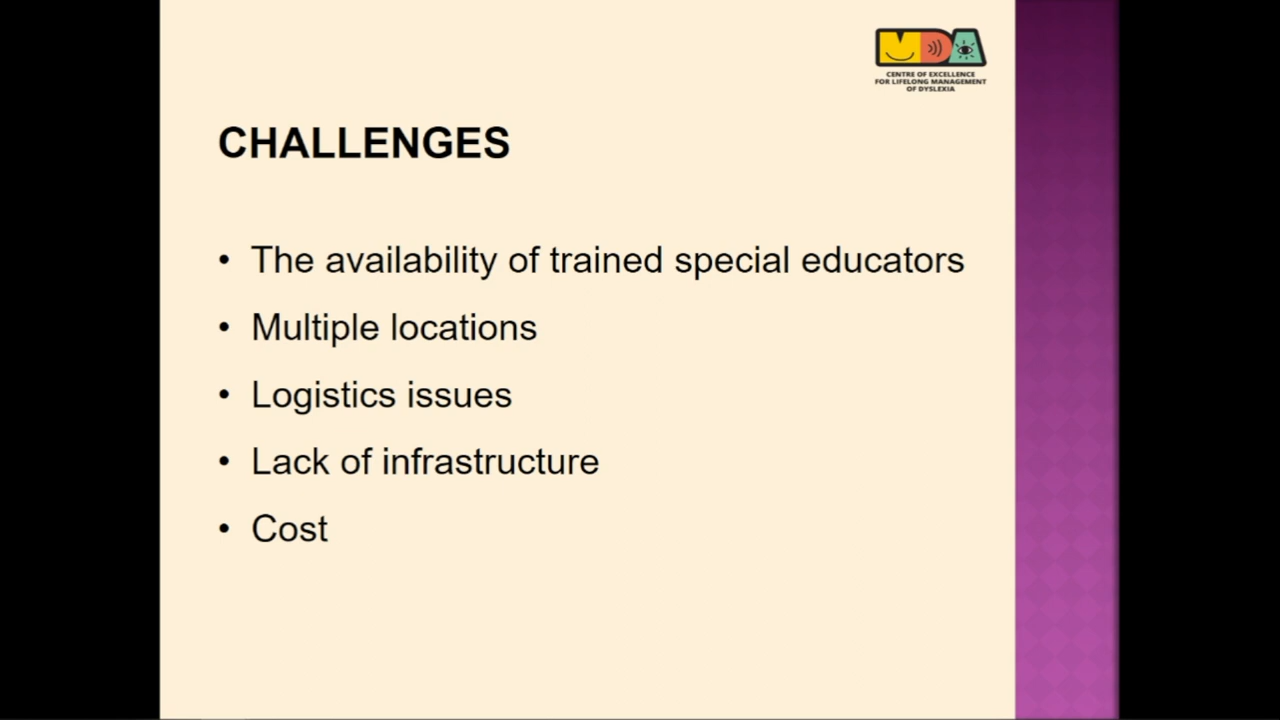 MDA
CENTRE OF EXCELLENCE
FOR LIFELONG MANAGEMENT
OF DYSLEXIA
CHALLENGES
• The availability of trained special educators
• Multiple locations
• Logistics issues
• Lack of infrastructure
• Cost